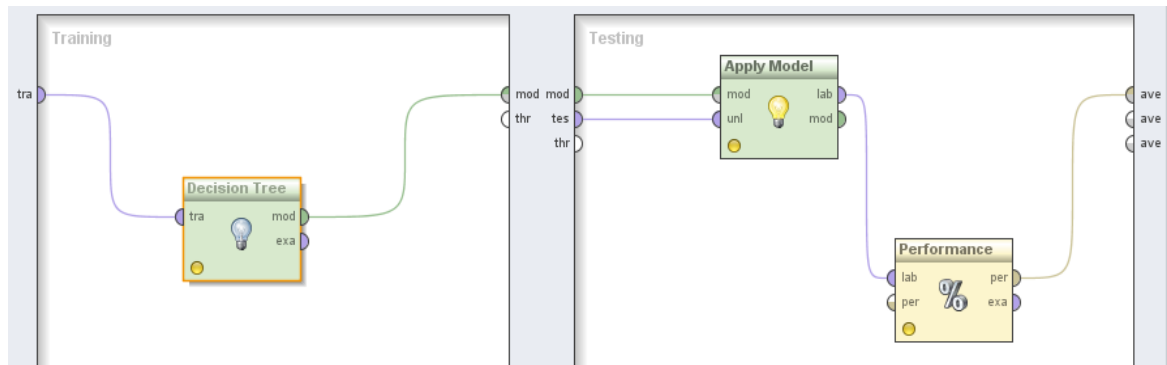 Training
tra
Decision Tree
tra mod
exa
mod
thr
Testing
mod
tes
thr
Apply Model
mod lab
unl mod
Performance
lab per
per exa
%
ave
ave
ave